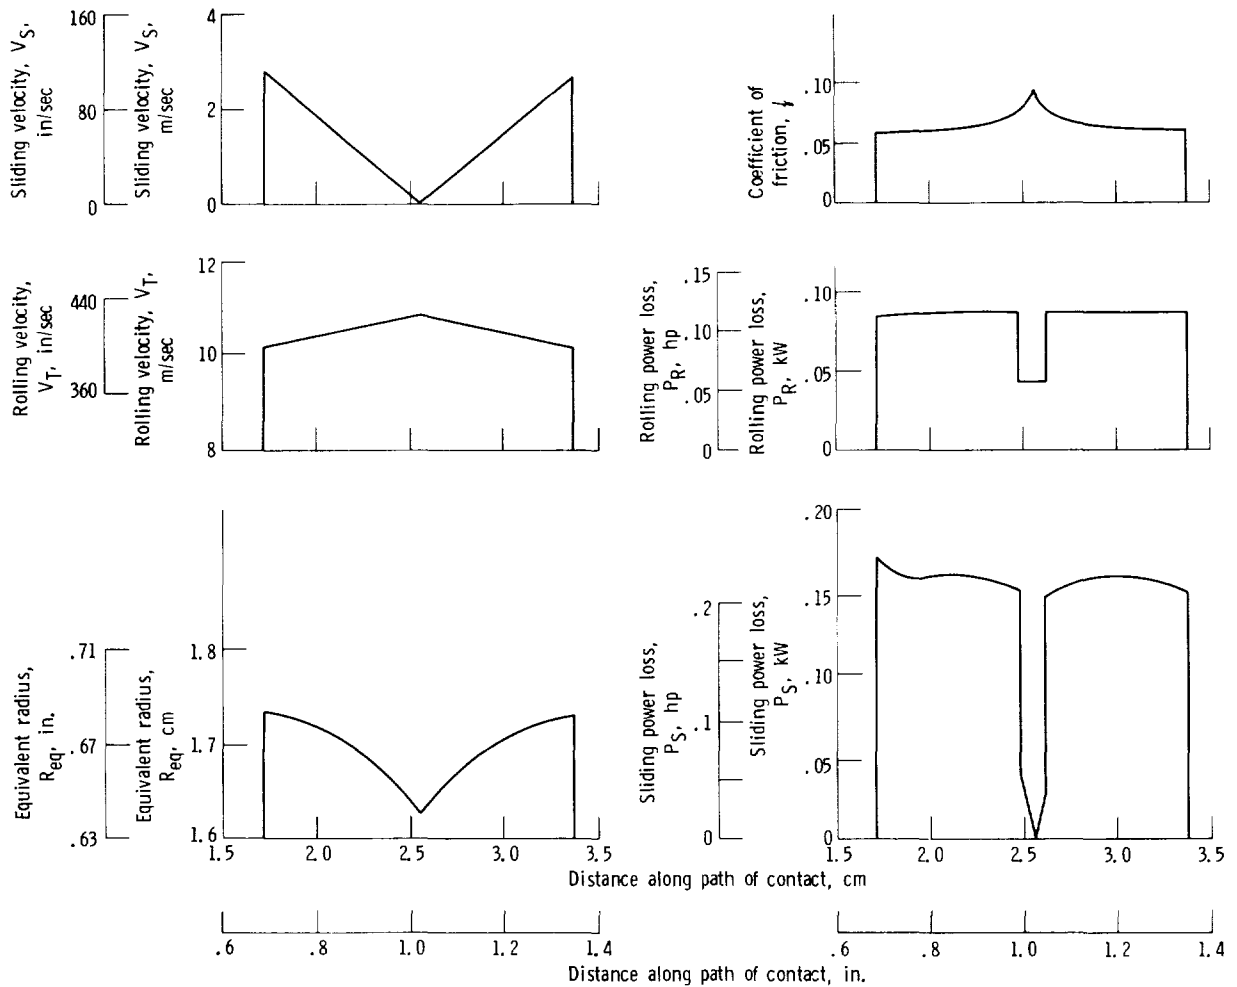 Sliding velocity, V_S,
in/sec
160
80
0
Sliding velocity, V_S,
m/sec
4
2
0
Coefficient of
friction, f
.10
.05
0
Rolling velocity,
V_T, in/sec
440
360
Rolling velocity, V_T,
m/sec
12
10
8
Rolling power loss,
P_R, hp
.15
.10
.05
0
Rolling power loss,
P_R, kW
.10
.05
0
Equivalent radius,
R_eq, in.
.71
.67
.63
Equivalent radius,
R_eq, cm
1.8
1.7
1.6
1.5 2.0 2.5 3.0 3.5
Sliding power loss,
P_S, hp
.2
.1
0
Sliding power loss,
P_S, kW
.20
.15
.10
.05
0
1.5 2.0 2.5 3.0 3.5
Distance along path of contact, cm
.6 .8 1.0 1.2 1.4
.6 .8 1.0 1.2 1.4
Distance along path of contact, in.